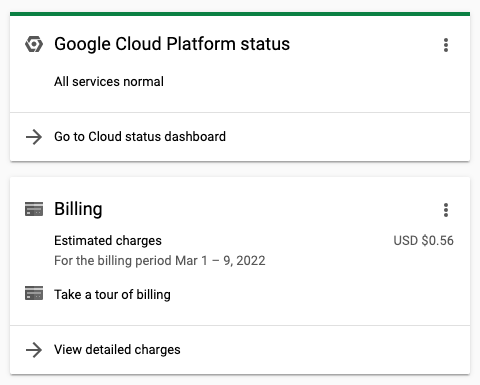 Google Cloud Platform status
All services normal
Go to Cloud status dashboard
Billing
Estimated charges USD $0.56
For the billing period Mar 1 – 9, 2022
Take a tour of billing
View detailed charges